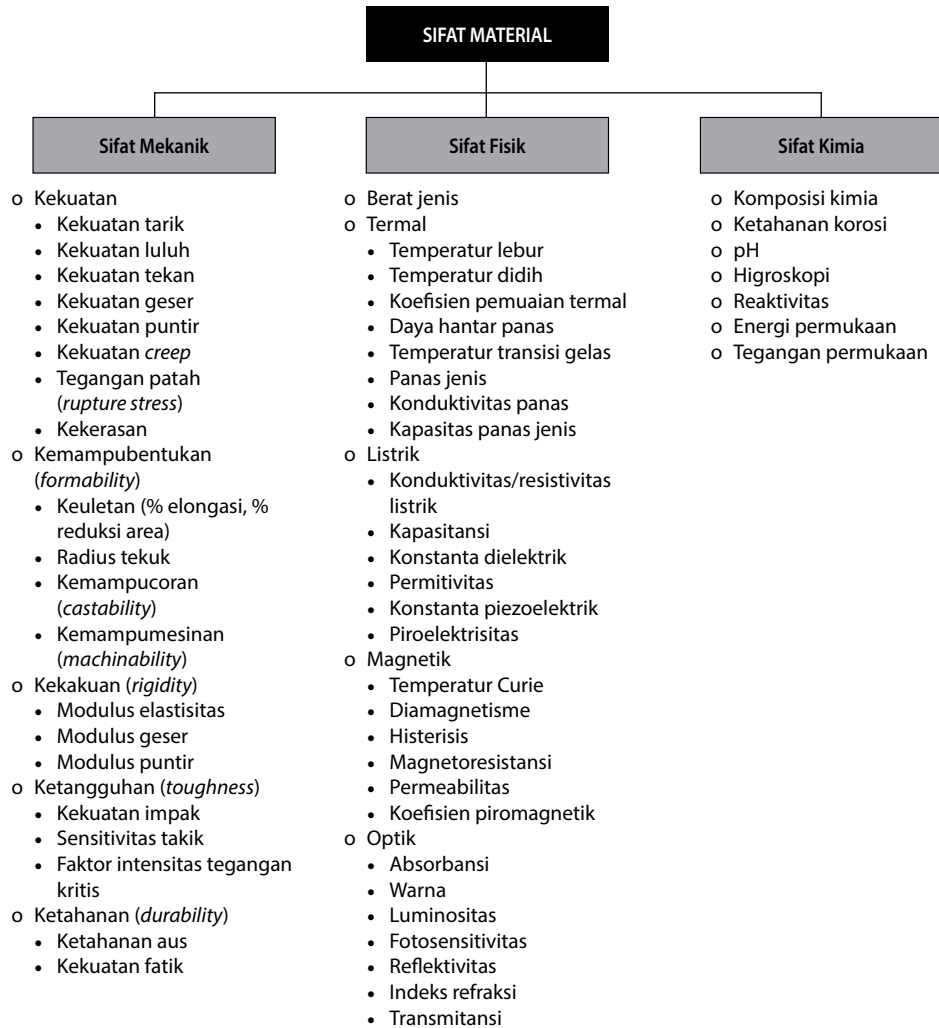 SIFAT MATERIAL
Sifat Mekanik
o Kekuatan
• Kekuatan tarik
• Kekuatan luluh
• Kekuatan tekan
• Kekuatan geser
• Kekuatan puntir
• Kekuatan creep
• Tegangan patah
(rupture stress)
• Kekerasan
o Kemampubentukan
(formability)
• Keuletan (% elongasi, %
reduksi area)
• Radius tekuk
• Kemampucoran
(castability)
• Kemampumesinan
(machinability)
o Kekakuan (rigidity)
• Modulus elastisitas
• Modulus geser
• Modulus puntir
o Ketangguhan (toughness)
• Kekuatan impak
• Sensitivitas takik
• Faktor intensitas tegangan
kritis
o Ketahanan (durability)
• Ketahanan aus
• Kekuatan fatik
Sifat Fisik
o Berat jenis
o Termal
• Temperatur lebur
• Temperatur didih
• Koefisien pemuaian termal
• Daya hantar panas
• Temperatur transisi gelas
• Panas jenis
• Konduktivitas panas
• Kapasitas panas jenis
o Listrik
• Konduktivitas/resistivitas
listrik
• Kapasitansi
• Konstanta dielektrik
• Permitivitas
• Konstanta piezoelektrik
• Piroelektrisitas
o Magnetik
• Temperatur Curie
• Diamagnetisme
• Histerisis
• Magnetoresistansi
• Permeabilitas
• Koefisien piromagnetik
o Optik
• Absorbansi
• Warna
• Luminositas
• Fotosensitivitas
• Reflektivitas
• Indeks refraksi
• Transmitansi
Sifat Kimia
o Komposisi kimia
o Ketahanan korosi
o pH
o Higroskopi
o Reaktivitas
o Energi permukaan
o Tegangan permukaan